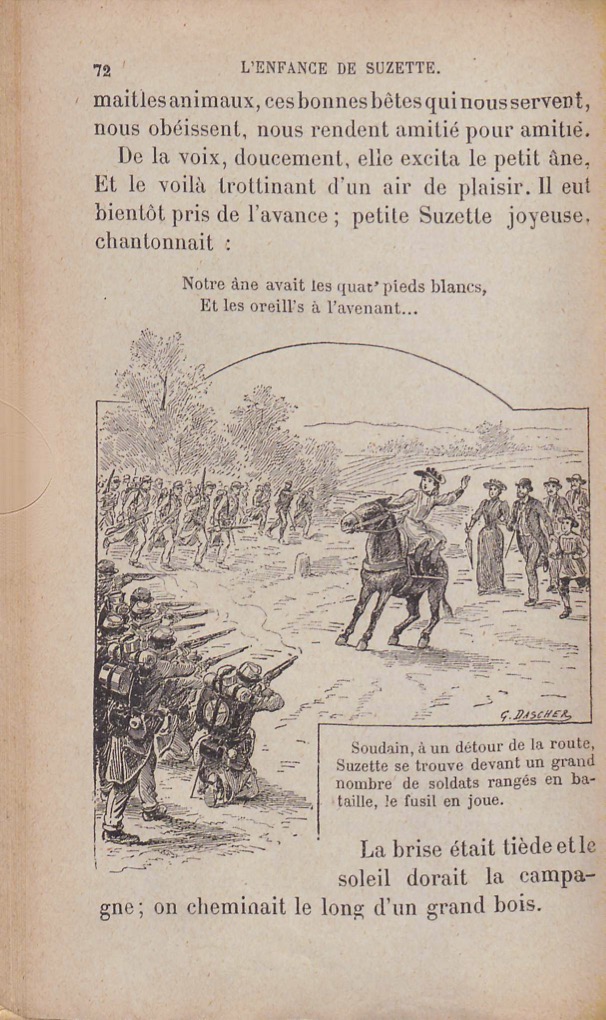 72
L'ENFANCE DE SUZETTE.
mait les animaux, ces bonnes bêtes qui nous servent,
nous obéissent, nous rendent amitié pour amitié.
De la voix, doucement, elle excita le petit âne,
Et le voilà trottinant d'un air de plaisir. Il eut
bientôt pris de l'avance ; petite Suzette joyeuse,
chantonnait :
Notre âne avait les quat' pieds blancs,
Et les oreill's à l'avenant...
G. DASCHER
Soudain, à un détour de la route,
Suzette se trouve devant un grand
nombre de soldats rangés en ba-
taille, le fusil en joue.
La brise était tiède et le
soleil dorait la campa-
gne ; on cheminait le long d'un grand bois.